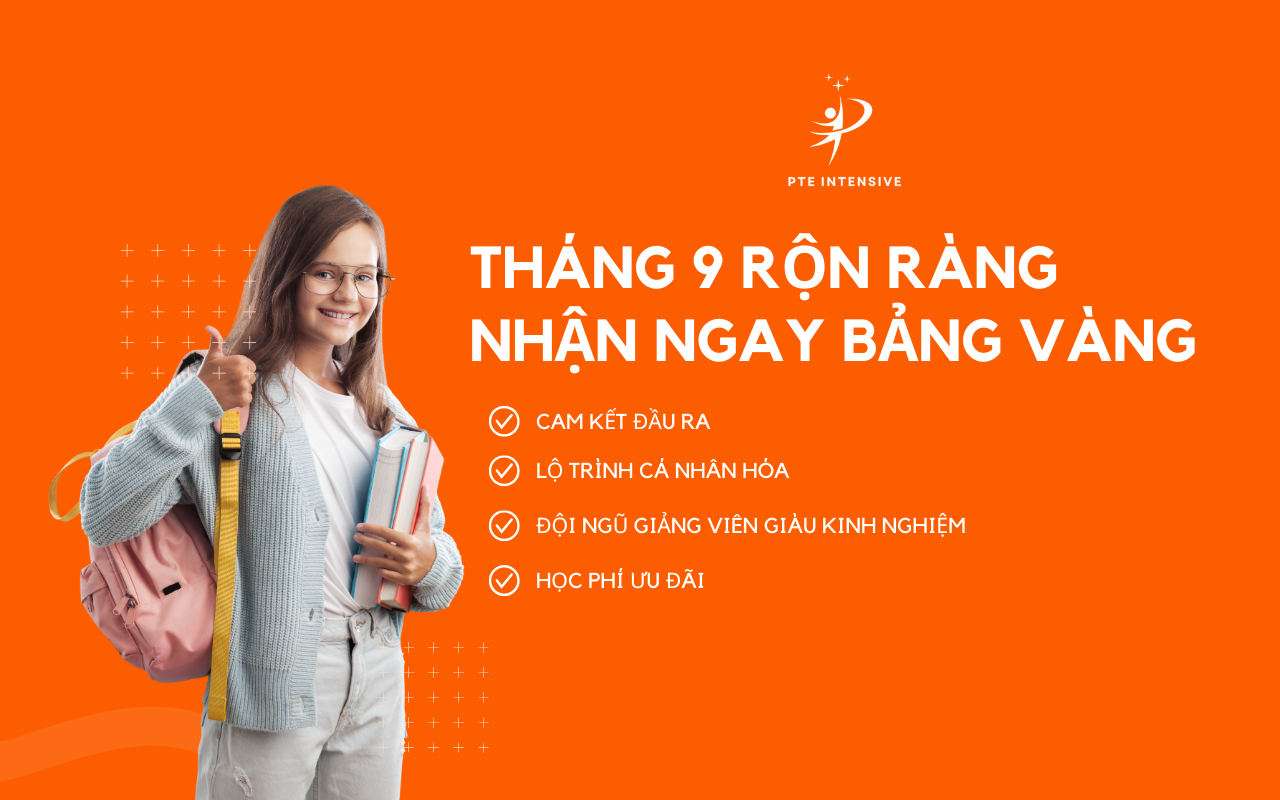 PTE INTENSIVE
THÁNG 9 RỘN RÀNG
NHẬN NGAY BẢNG VÀNG
CAM KẾT ĐẦU RA
LỘ TRÌNH CÁ NHÂN HÓA
ĐỘI NGŨ GIẢNG VIÊN GIÀU KINH NGHIỆM
HỌC PHÍ ƯU ĐÃI